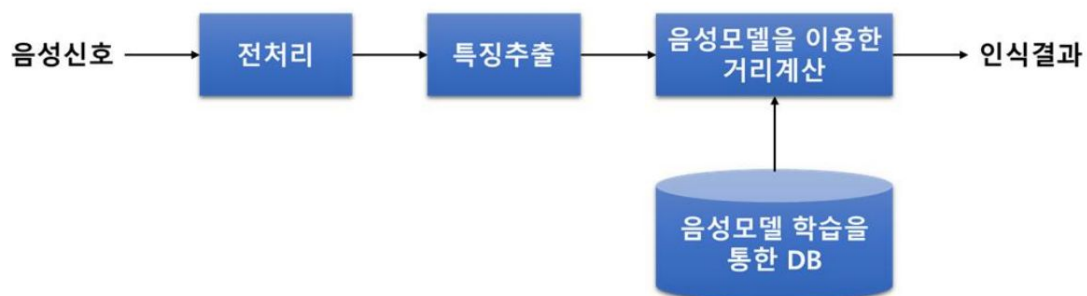 음성신호
전처리
특징추출
음성모델을 이용한
거리계산
인식결과
음성모델 학습을
통한 DB